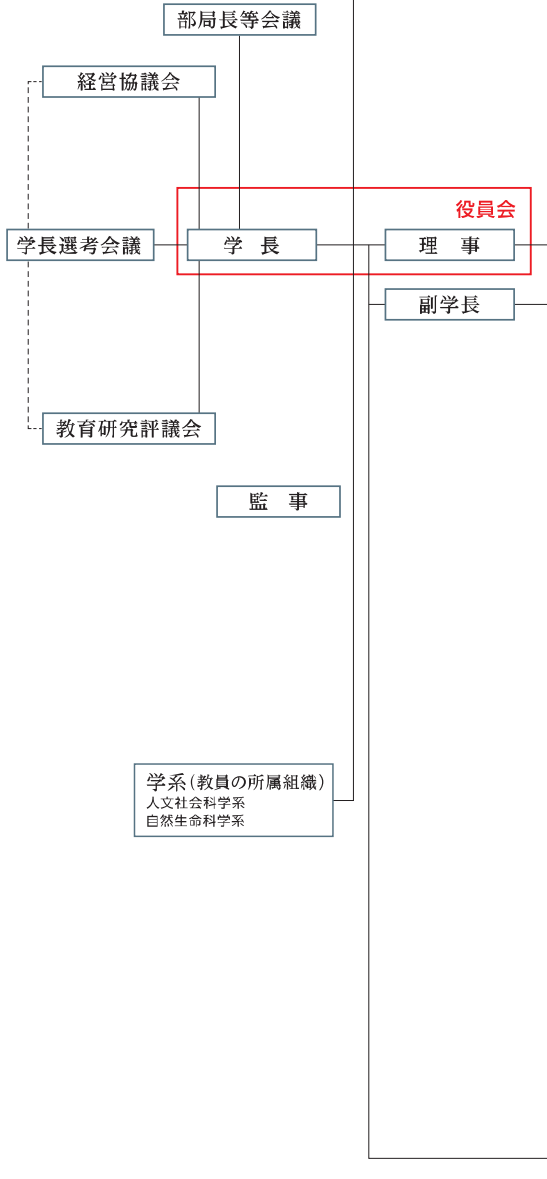 部局長等会議
経営協議会
役員会
学長選考会議
学　長
理　事
副学長
教育研究評議会
監　事
学系（教員の所属組織）
人文社会科学系
自然生命科学系